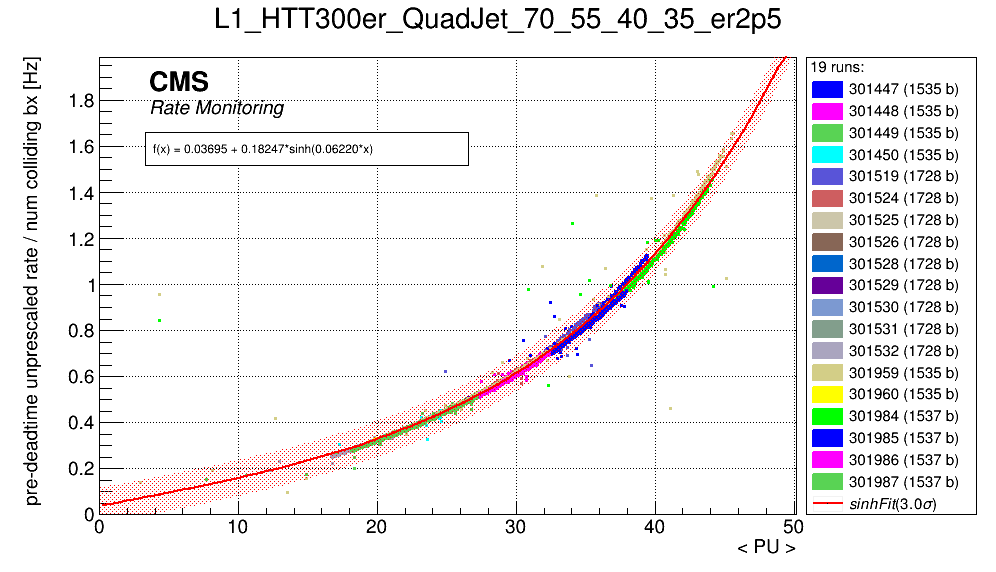 L1_HTT300er_QuadJet_70_55_40_35_er2p5
pre-deadtime unprescaled rate / num colliding bx [Hz]
CMS
Rate Monitoring
f(x) = 0.03695 + 0.18247*sinh(0.06220*x)
1.8
1.6
1.4
1.2
1
0.8
0.6
0.4
0.2
0
0 10 20 30 40 50
< PU >
19 runs:
301447 (1535 b)
301448 (1535 b)
301449 (1535 b)
301450 (1535 b)
301519 (1728 b)
301524 (1728 b)
301525 (1728 b)
301526 (1728 b)
301528 (1728 b)
301529 (1728 b)
301530 (1728 b)
301531 (1728 b)
301532 (1728 b)
301959 (1535 b)
301960 (1535 b)
301984 (1537 b)
301985 (1537 b)
301986 (1537 b)
301987 (1537 b)
sinhFit(3.0σ)